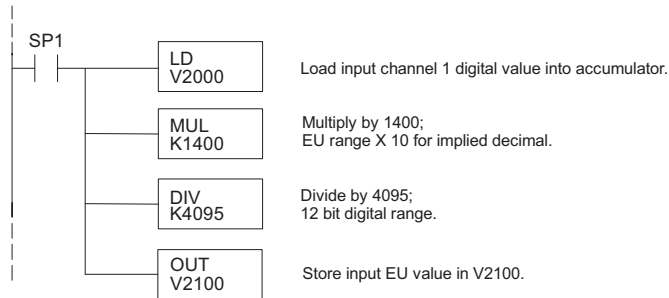 SP1
LD
V2000
Load input channel 1 digital value into accumulator.
MUL
K1400
Multiply by 1400;
EU range X 10 for implied decimal.
DIV
K4095
Divide by 4095;
12 bit digital range.
OUT
V2100
Store input EU value in V2100.